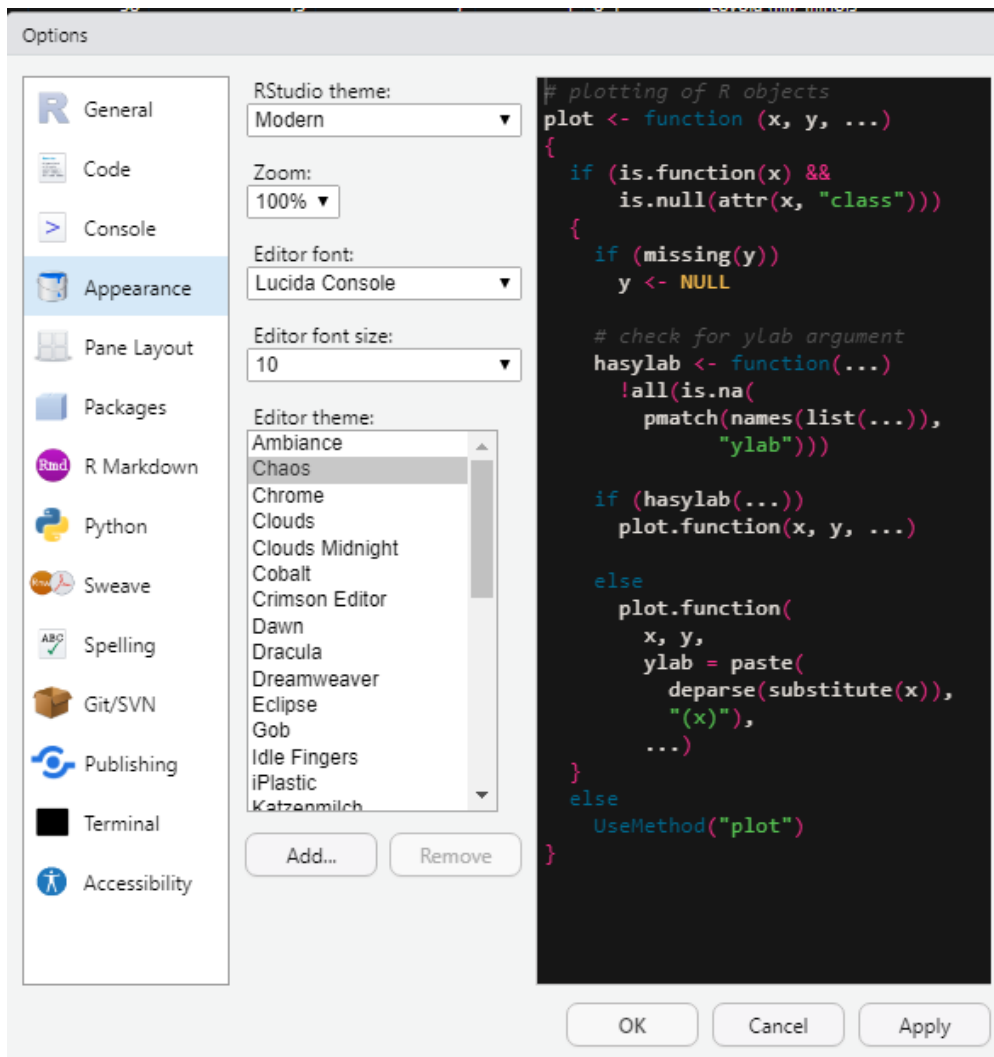 Options
General
Code
Console
Appearance
Pane Layout
Packages
Rmd
R Markdown
Python
Sweave
ABC
Spelling
Git/SVN
Publishing
Terminal
Accessibility
RStudio theme:
Modern
Zoom:
100%
Editor font:
Lucida Console
Editor font size:
10
Editor theme:
Ambiance
Chaos
Chrome
Clouds
Clouds Midnight
Cobalt
Crimson Editor
Dawn
Dracula
Dreamweaver
Eclipse
Gob
Idle Fingers
iPlastic
Katzenmilch
Add...
Remove
# plotting of R objects
plot <- function (x, y, ...)
{
  if (is.function(x) &&
      is.null(attr(x, "class")))
  {
    if (missing(y))
      y <- NULL

    # check for ylab argument
    hasylab <- function(...)
      !all(is.na(
        pmatch(names(list(...)),
              "ylab")))

    if (hasylab(...))
      plot.function(x, y, ...)

    else
      plot.function(
        x, y,
        ylab = paste(
          deparse(substitute(x)),
          "(x)"),
        ...)
  }
  else
    UseMethod("plot")
}
OK
Cancel
Apply